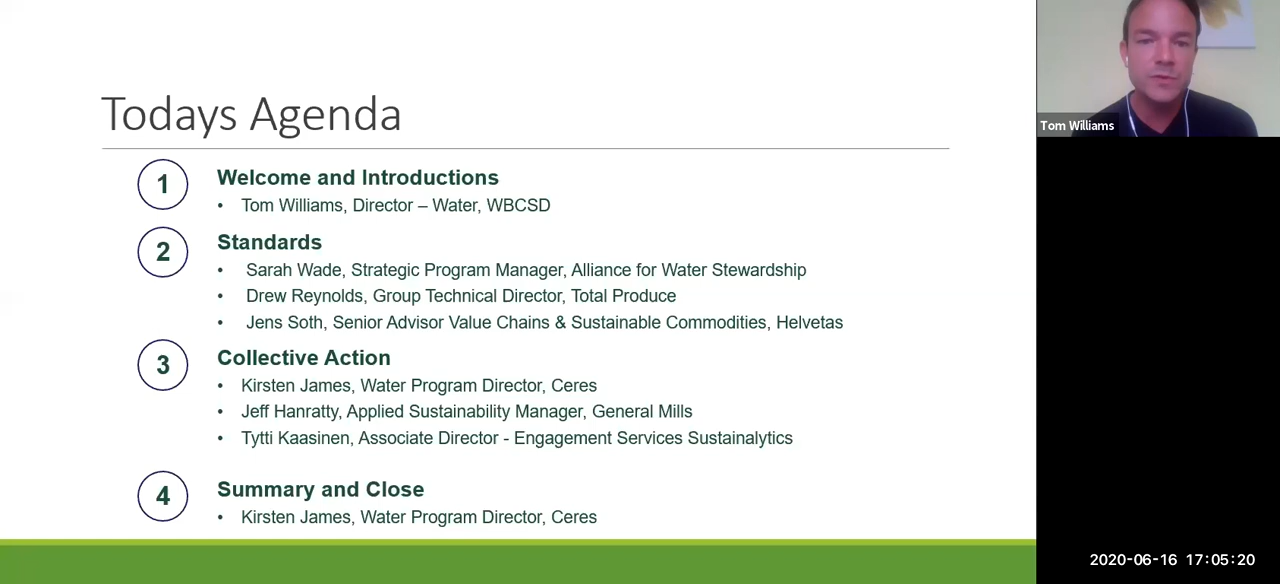 Todays Agenda
1
Welcome and Introductions
• Tom Williams, Director – Water, WBCSD
2
Standards
• Sarah Wade, Strategic Program Manager, Alliance for Water Stewardship
• Drew Reynolds, Group Technical Director, Total Produce
• Jens Soth, Senior Advisor Value Chains & Sustainable Commodities, Helvetas
3
Collective Action
• Kirsten James, Water Program Director, Ceres
• Jeff Hanratty, Applied Sustainability Manager, General Mills
• Tytti Kaasinen, Associate Director - Engagement Services Sustainalytics
4
Summary and Close
• Kirsten James, Water Program Director, Ceres
Tom Williams
2020-06-16 17:05:20